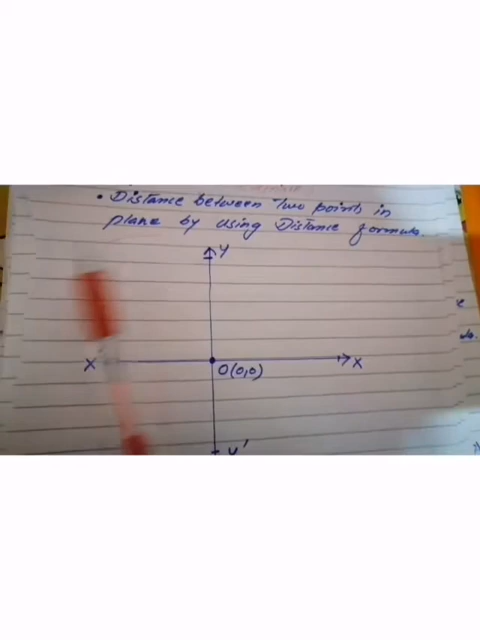 • Distance between Two points in
plane by using Distance formula.
Y
X
O(0,0)
X
Y'